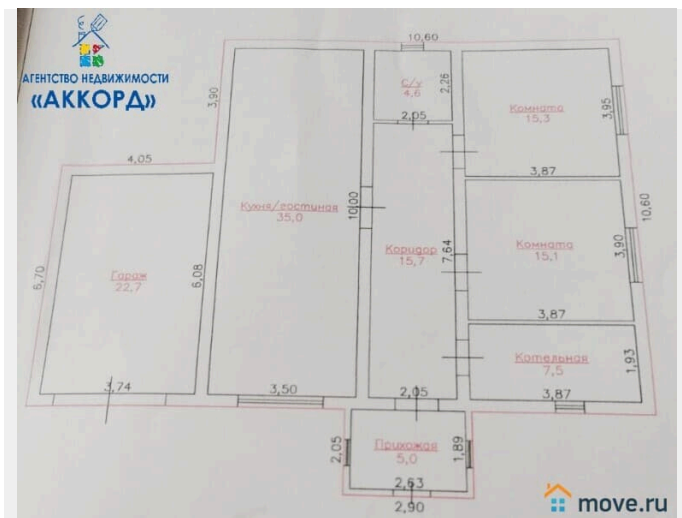 АГЕНТСТВО НЕДВИЖИМОСТИ
«АККОРД»
10,60
3,90
С/у
4,6
2,26
2,05
Комната
15,3
3,95
3,87
4,05
Кухня/гостиная
35,0
10,00
10,60
Коридор
15,7
7,64
Комната
15,1
3,90
3,87
6,70
Гараж
22,7
6,08
Котельная
7,5
1,93
3,74
3,50
2,05
3,87
2,05
Прихожая
5,0
1,89
2,63
2,90
move.ru